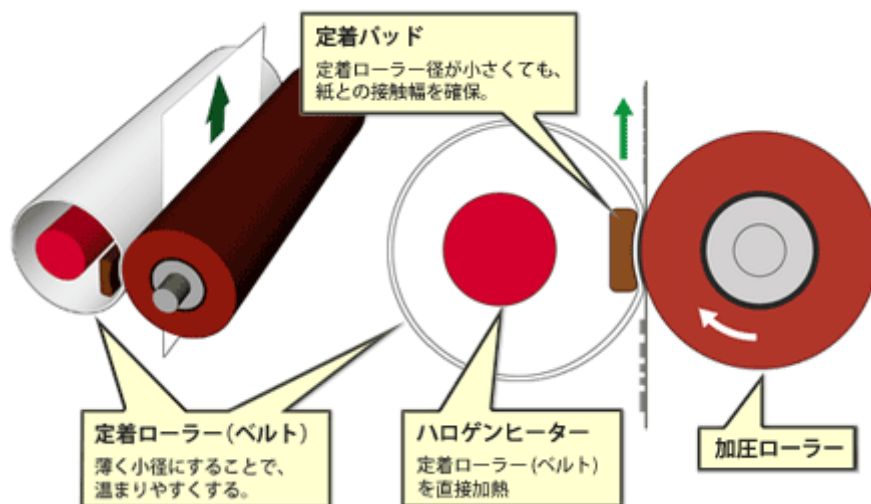 定着パッド
定着ローラー径が小さくても、
紙との接触幅を確保。
定着ローラー(ベルト)
薄く小径にすることで、
温まりやすくする。
ハロゲンヒーター
定着ローラー(ベルト)
を直接加熱
加圧ローラー